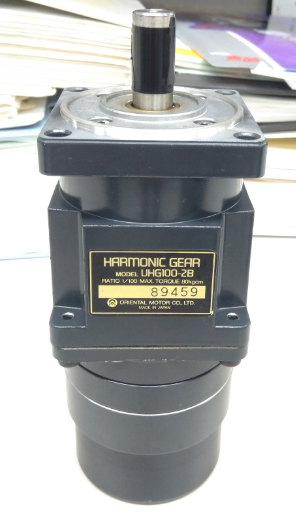 HARMONIC GEAR
MODEL UHG100-2B
RATIO 1/100 MAX. TORQUE 80kgcm
89459
ORIENTAL MOTOR CO., LTD.
MADE IN JAPAN